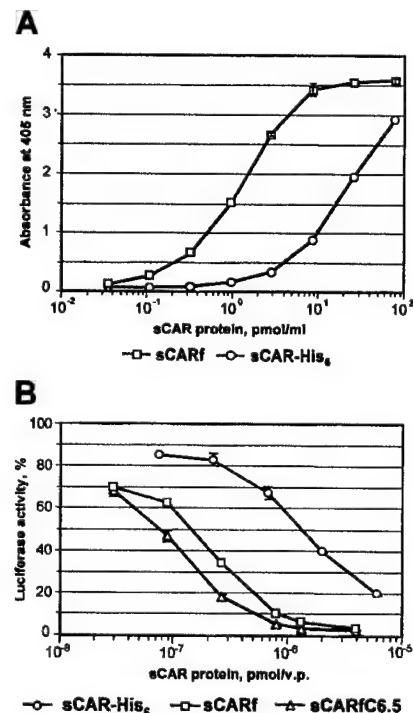 A
Absorbance at 405 nm
4
3
2
1
0
10⁻² 10⁻¹ 10⁰ 10¹ 10²
sCAR protein, pmol/ml
sCARf sCAR-His₆
B
Luciferase activity, %
100
80
60
40
20
0
10⁻⁸ 10⁻⁷ 10⁻⁶ 10⁻⁵
sCAR protein, pmol/v.p.
sCAR-His₆ sCARf sCARfC6.5